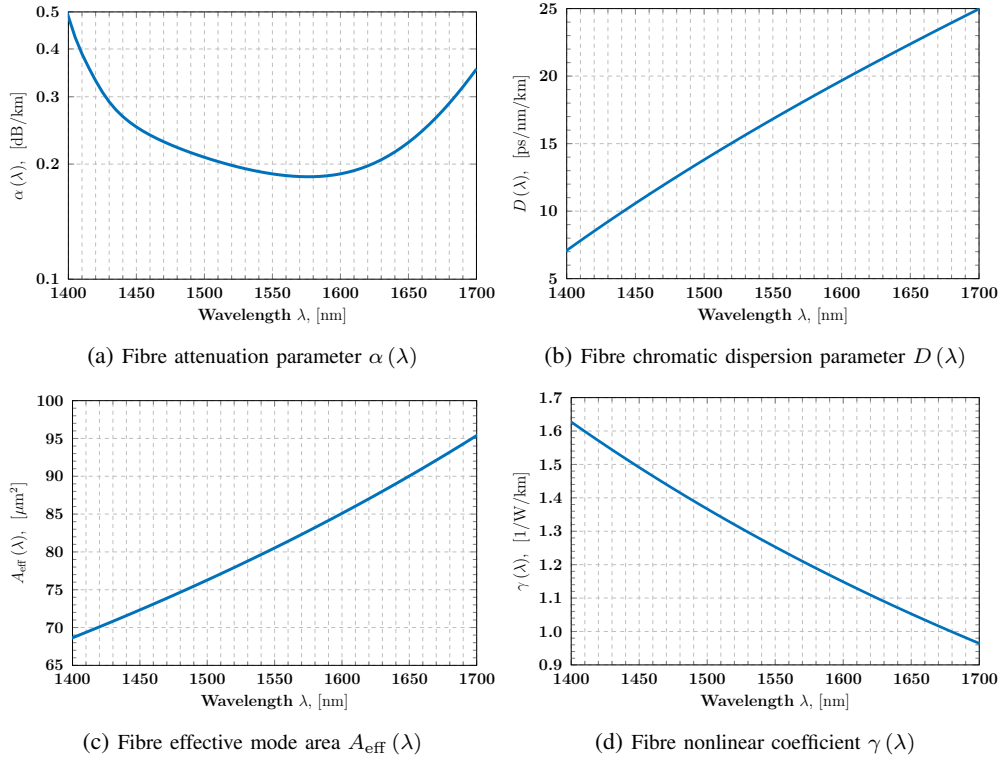 0.5
0.4
0.3
0.2
0.1
1400 1450 1500 1550 1600 1650 1700
α (λ), [dB/km]
Wavelength λ, [nm]
(a) Fibre attenuation parameter α (λ)
25
20
15
10
5
1400 1450 1500 1550 1600 1650 1700
D (λ), [ps/nm/km]
Wavelength λ, [nm]
(b) Fibre chromatic dispersion parameter D (λ)
100
95
90
85
80
75
70
65
1400 1450 1500 1550 1600 1650 1700
A_eff (λ), [μm²]
Wavelength λ, [nm]
(c) Fibre effective mode area A_eff (λ)
1.7
1.6
1.5
1.4
1.3
1.2
1.1
1.0
0.9
1400 1450 1500 1550 1600 1650 1700
γ (λ), [1/W/km]
Wavelength λ, [nm]
(d) Fibre nonlinear coefficient γ (λ)